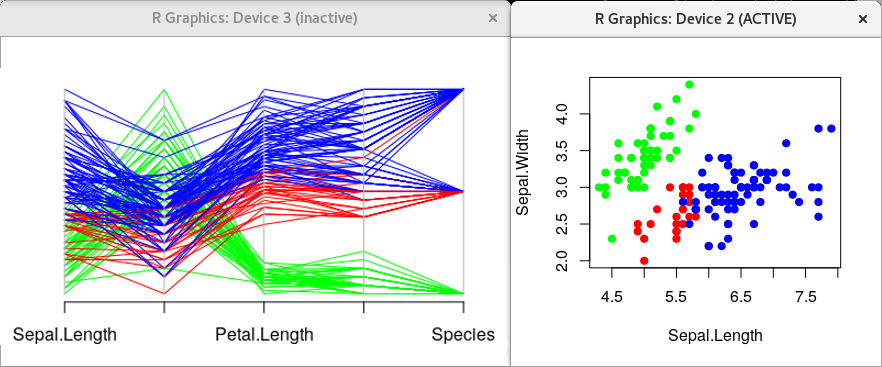 R Graphics: Device 3 (inactive)
×
Sepal.Length
Petal.Length
Species
R Graphics: Device 2 (ACTIVE)
×
Sepal.Width
4.0
3.5
3.0
2.5
2.0
4.5
5.5
6.5
7.5
Sepal.Length